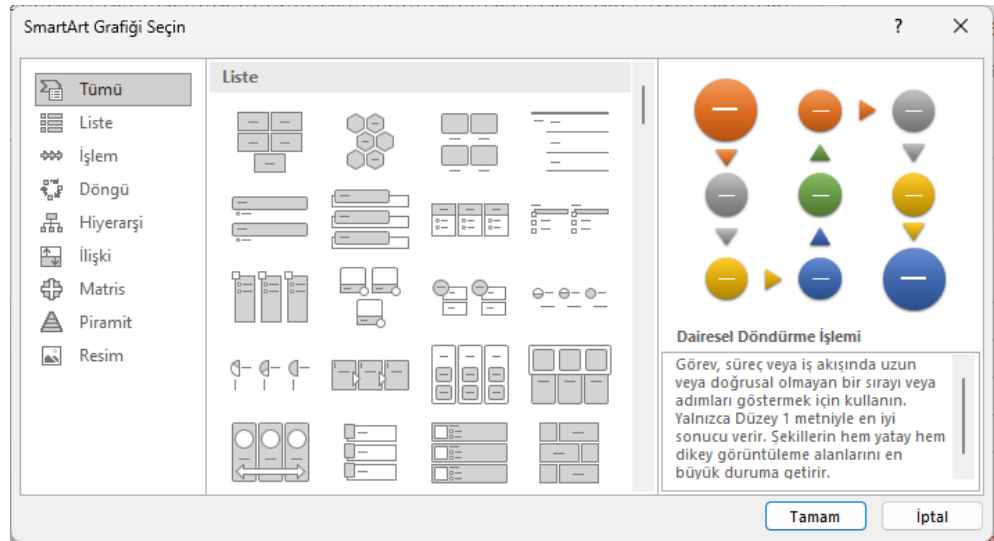 SmartArt Grafiği Seçin
?
Tümü
Liste
İşlem
Döngü
Hiyerarşi
İlişki
Matris
Piramit
Resim
Liste
Dairesel Döndürme İşlemi
Görev, süreç veya iş akışında uzun
veya doğrusal olmayan bir sırayı veya
adımları göstermek için kullanın.
Yalnızca Düzey 1 metniyle en iyi
sonucu verir. Şekillerin hem yatay hem
dikey görüntüleme alanlarını en
büyük duruma getirir.
Tamam
İptal